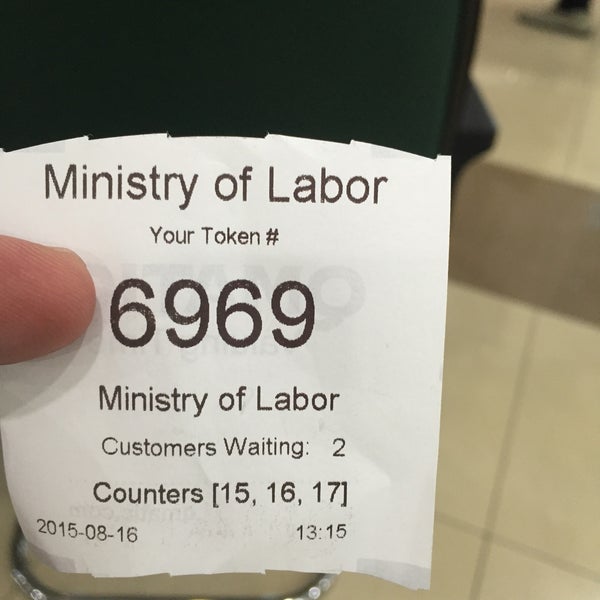 Ministry of Labor
Your Token #
6969
Ministry of Labor
Customers Waiting: 2
Counters [15, 16, 17]
2015-08-16 13:15